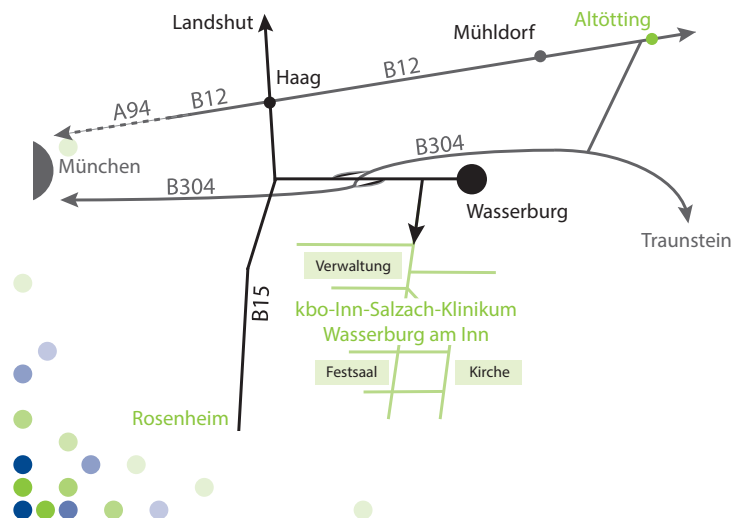 Altötting
Landshut
Mühldorf
Haag
B12
B12
A94
B304
München
B304
Wasserburg
Traunstein
Verwaltung
B15
kbo-Inn-Salzach-Klinikum
Wasserburg am Inn
Festsaal
Kirche
Rosenheim